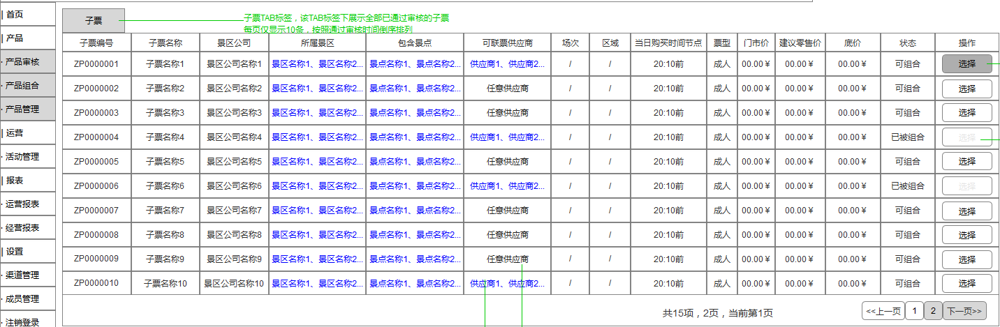 | 首页
| 产品
· 产品审核
· 产品组合
· 产品管理
| 运营
· 活动管理
| 报表
· 运营报表
· 经营报表
| 设置
· 渠道管理
· 成员管理
· 注销登录
子票
子票TAB标签，该TAB标签下展示全部已通过审核的子票
每页仅显示10条，按照通过审核时间倒序排列
子票编号 子票名称 景区公司 所属景区 包含景点 可联票供应商 场次 区域 当日购买时间节点 票型 门市价 建议零售价 底价 状态 操作
ZP0000001 子票名称1 景区公司名称1 景区名称1、景区名称2... 景点名称1、景点名称2... 供应商1、供应商2... / / 20:10前 成人 00.00￥ 00.00￥ 00.00￥ 可组合 选择
ZP0000002 子票名称2 景区公司名称2 景区名称1、景区名称2... 景点名称1、景点名称2... 任意供应商 / / 20:10前 成人 00.00￥ 00.00￥ 00.00￥ 可组合 选择
ZP0000003 子票名称3 景区公司名称3 景区名称1、景区名称2... 景点名称1、景点名称2... 任意供应商 / / 20:10前 成人 00.00￥ 00.00￥ 00.00￥ 可组合 选择
ZP0000004 子票名称4 景区公司名称4 景区名称1、景区名称2... 景点名称1、景点名称2... 供应商1、供应商2... / / 20:10前 成人 00.00￥ 00.00￥ 00.00￥ 已被组合 选择
ZP0000005 子票名称5 景区公司名称5 景区名称1、景区名称2... 景点名称1、景点名称2... 任意供应商 / / 20:10前 成人 00.00￥ 00.00￥ 00.00￥ 可组合 选择
ZP0000006 子票名称6 景区公司名称6 景区名称1、景区名称2... 景点名称1、景点名称2... 供应商1、供应商2... / / 20:10前 成人 00.00￥ 00.00￥ 00.00￥ 已被组合 选择
ZP0000007 子票名称7 景区公司名称7 景区名称1、景区名称2... 景点名称1、景点名称2... 任意供应商 / / 20:10前 成人 00.00￥ 00.00￥ 00.00￥ 可组合 选择
ZP0000008 子票名称8 景区公司名称8 景区名称1、景区名称2... 景点名称1、景点名称2... 任意供应商 / / 20:10前 成人 00.00￥ 00.00￥ 00.00￥ 可组合 选择
ZP0000009 子票名称9 景区公司名称9 景区名称1、景区名称2... 景点名称1、景点名称2... 任意供应商 / / 20:10前 成人 00.00￥ 00.00￥ 00.00￥ 可组合 选择
ZP0000010 子票名称10 景区公司名称10 景区名称1、景区名称2... 景点名称1、景点名称2... 供应商1、供应商2... / / 20:10前 成人 00.00￥ 00.00￥ 00.00￥ 可组合 选择
共15项，2页，当前第1页 <<上一页 1 2 下一页>>